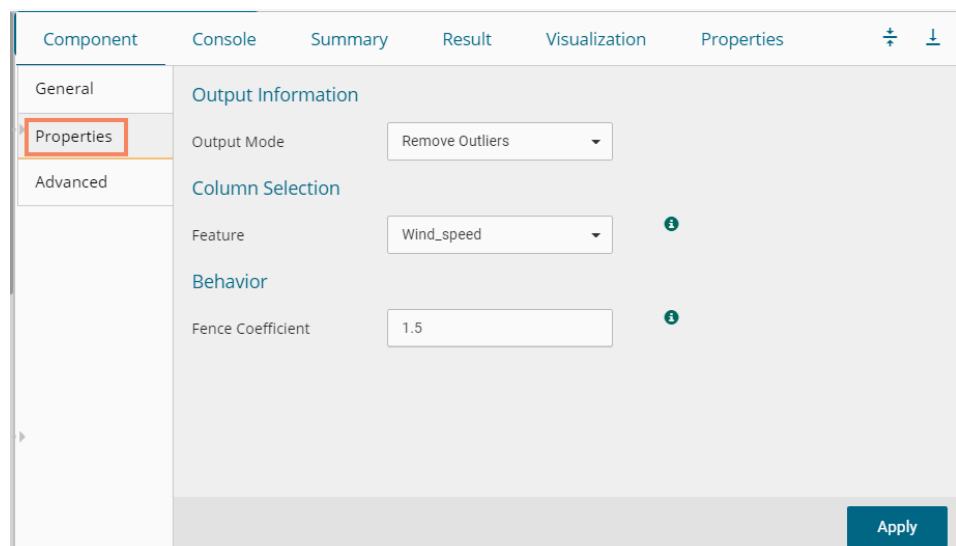 Component Console Summary Result Visualization Properties
General
Properties
Advanced
Output Information
Output Mode Remove Outliers
Column Selection
Feature Wind_speed
Behavior
Fence Coefficient 1.5
Apply